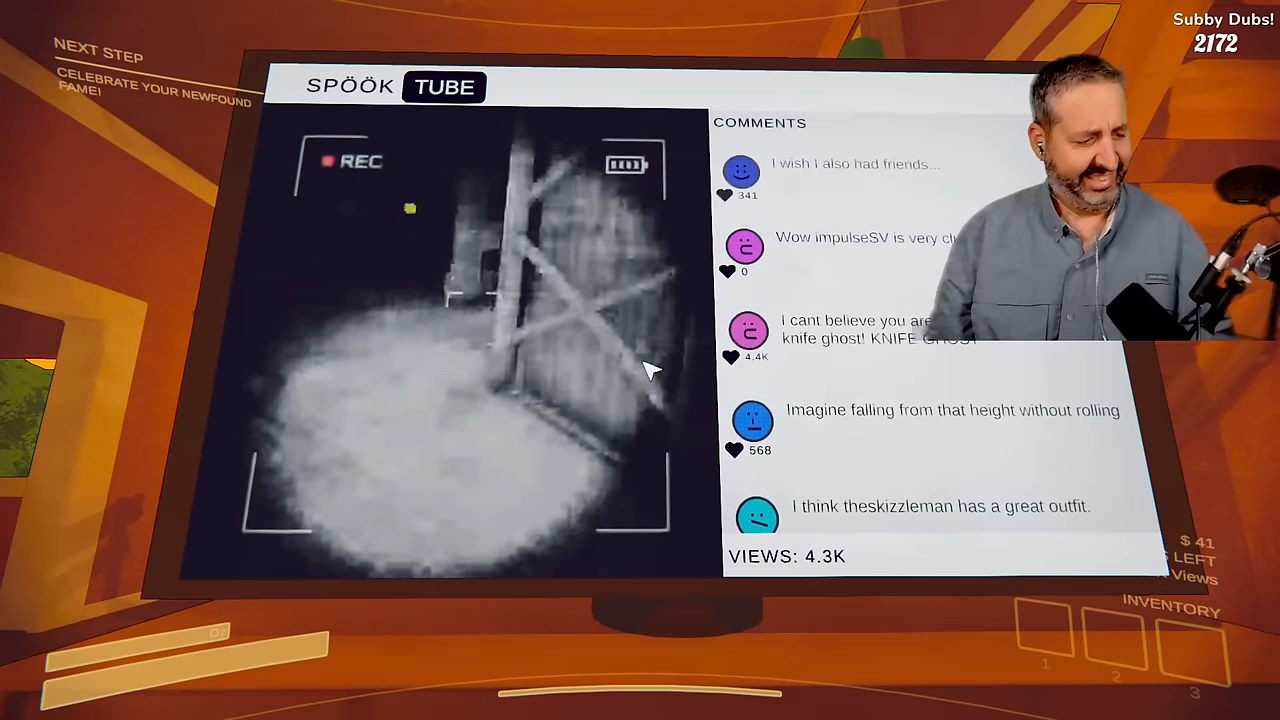 Subby Dubs!
2172
NEXT STEP
CELEBRATE YOUR NEWFOUND
FAME!
SPÖÖK TUBE
REC
COMMENTS
I wish I also had friends...
341
Wow impulseSV is very
0
I cant believe you are
knife ghost! KNIFE GHOST
4.4K
Imagine falling from that height without rolling
568
I think theskizzleman has a great outfit.
VIEWS: 4.3K
$ 41
LEFT
Views
INVENTORY
1
2
3